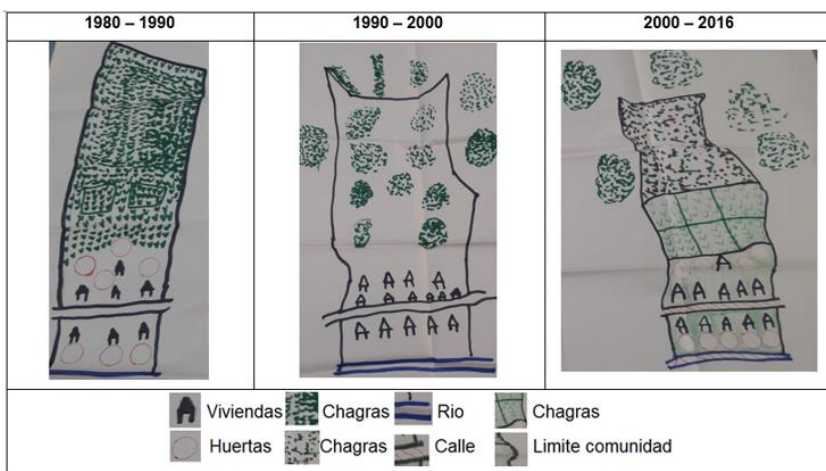 1980 – 1990 1990 – 2000 2000 – 2016
Viviendas Chagras Rio Chagras
Huertas Chagras Calle Limite comunidad